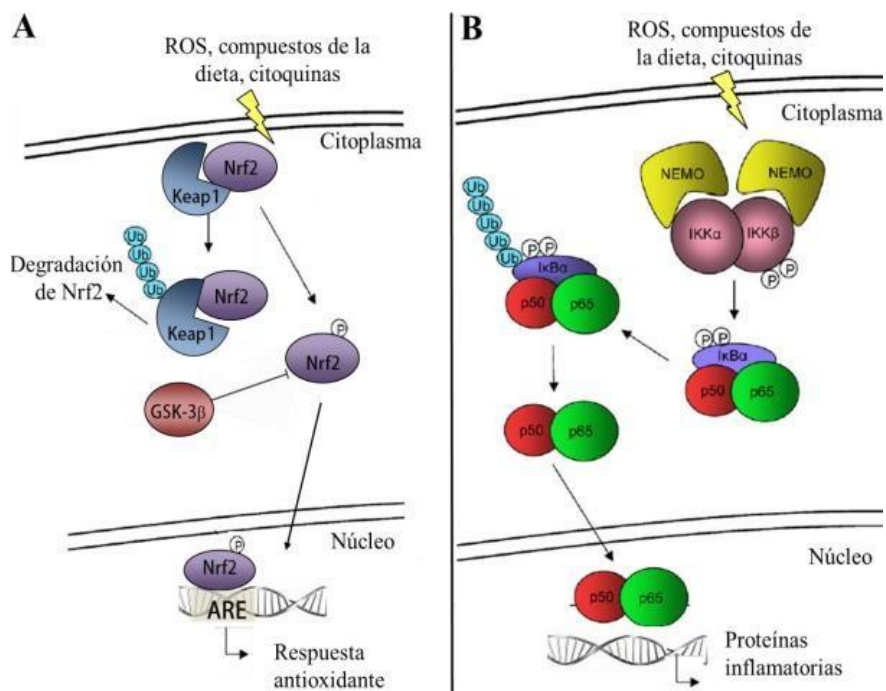 A
ROS, compuestos de la
dieta, citoquinas
Citoplasma
Nrf2
Keap1
Ub
Ub
Ub
Ub
Degradación
de Nrf2
Nrf2
Keap1
P
Nrf2
GSK-3β
Núcleo
P
Nrf2
ARE
Respuesta
antioxidante
B
ROS, compuestos de
la dieta, citoquinas
Citoplasma
NEMO
NEMO
IKKα
IKKβ
P P
Ub
Ub
Ub
Ub
Ub
P P
IκBα
p50
p65
P P
IκBα
p50
p65
p50
p65
Núcleo
p50
p65
Proteínas
inflamatorias